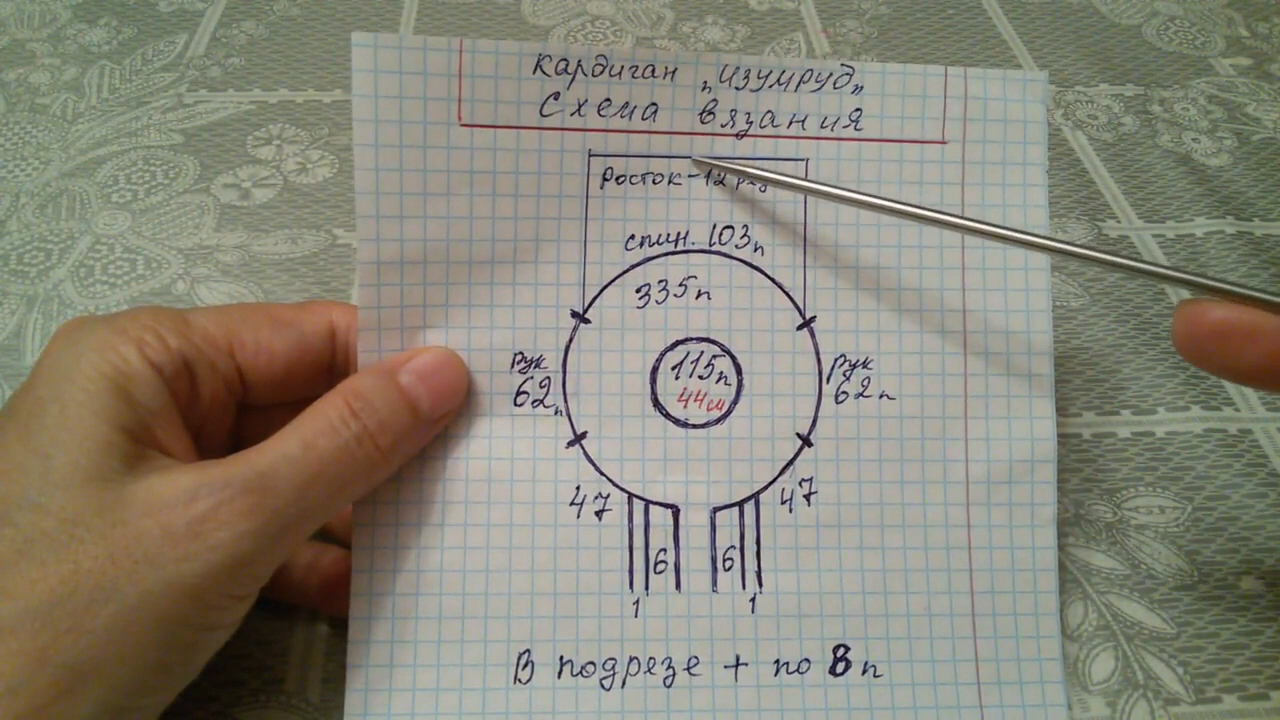 Кардиган „ИЗУМРУД„
Схема вязания
Росток-12
спин. 103п
335п
Рук
62п
115п
44см
Рук
62п
47
47
6
6
1
1
В подрезе + по 8п